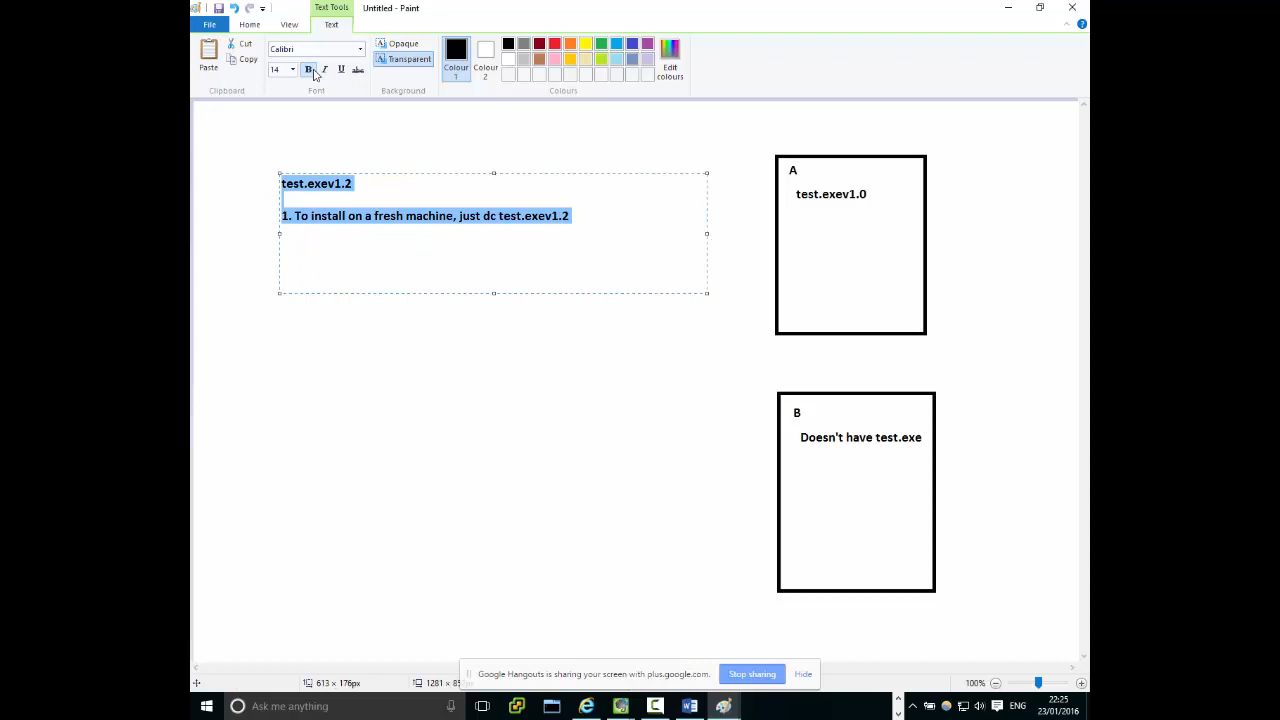 Text Tools
Untitled - Paint
File
Home
View
Text
Paste
Cut
Copy
Clipboard
Calibri
14
B
I
U
abc
Font
Opaque
Transparent
Background
Colour 1
Colour 2
Edit colours
Colours
test.exev1.2
1. To install on a fresh machine, just dc test.exev1.2
A
test.exev1.0
B
Doesn't have test.exe
Google Hangouts is sharing your screen with plus.google.com.
Stop sharing
Hide
613 × 176px
100%
Ask me anything
ENG
22:25
23/01/2016